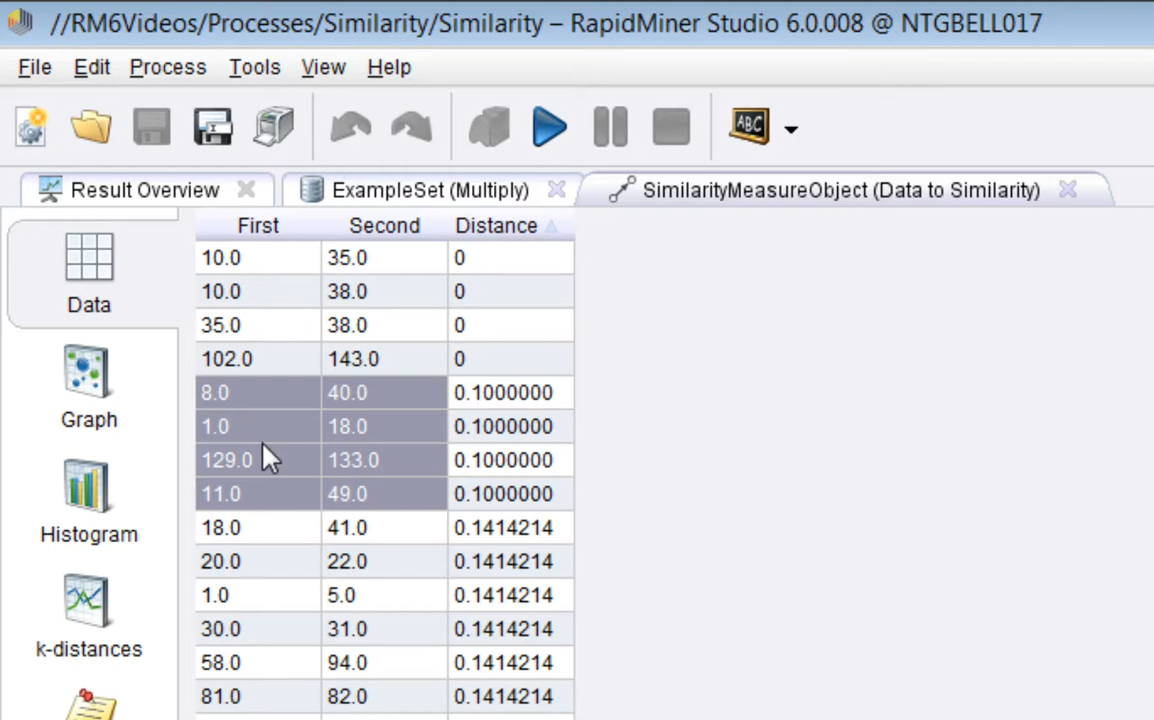 //RM6Videos/Processes/Similarity/Similarity – RapidMiner Studio 6.0.008 @ NTGBELL017
File Edit Process Tools View Help
ABC
Result Overview ExampleSet (Multiply) SimilarityMeasureObject (Data to Similarity)
First Second Distance
10.0 35.0 0
10.0 38.0 0
35.0 38.0 0
102.0 143.0 0
8.0 40.0 0.1000000
1.0 18.0 0.1000000
129.0 133.0 0.1000000
11.0 49.0 0.1000000
18.0 41.0 0.1414214
20.0 22.0 0.1414214
1.0 5.0 0.1414214
30.0 31.0 0.1414214
58.0 94.0 0.1414214
81.0 82.0 0.1414214
Data
Graph
Histogram
k-distances